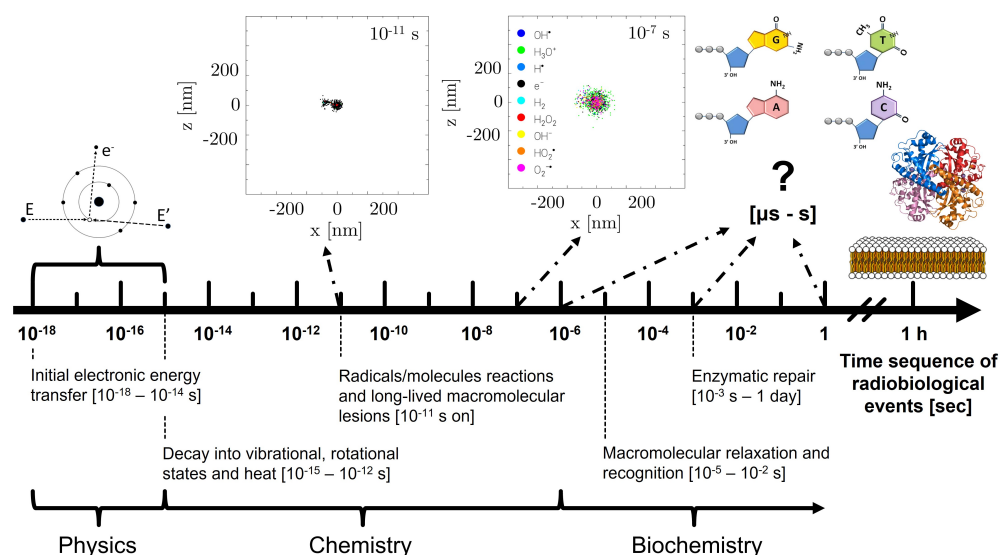 10⁻¹¹ s
z [nm]
200
0
-200
-200
0
200
x [nm]
10⁻⁷ s
z [nm]
200
0
-200
OH•
H₃O⁺
H•
e⁻
H₂
H₂O₂
OH⁻
HO₂•
O₂⁻•
-200
0
200
x [nm]
O
NH
G
NH₂
3' OH
O
CH₃
NH
T
O
3' OH
NH₂
A
3' OH
NH₂
C
O
3' OH
?
[µs - s]
e⁻
E
E’
10⁻¹⁸
10⁻¹⁶
10⁻¹⁴
10⁻¹²
10⁻¹⁰
10⁻⁸
10⁻⁶
10⁻⁴
10⁻²
1
1 h
Time sequence of
radiobiological
events [sec]
Initial electronic energy
transfer [10⁻¹⁸ – 10⁻¹⁴ s]
Radicals/molecules reactions
and long-lived macromolecular
lesions [10⁻¹¹ s on]
Enzymatic repair
[10⁻³ s – 1 day]
Decay into vibrational, rotational
states and heat [10⁻¹⁵ – 10⁻¹² s]
Macromolecular relaxation and
recognition [10⁻⁵ – 10⁻² s]
Physics
Chemistry
Biochemistry